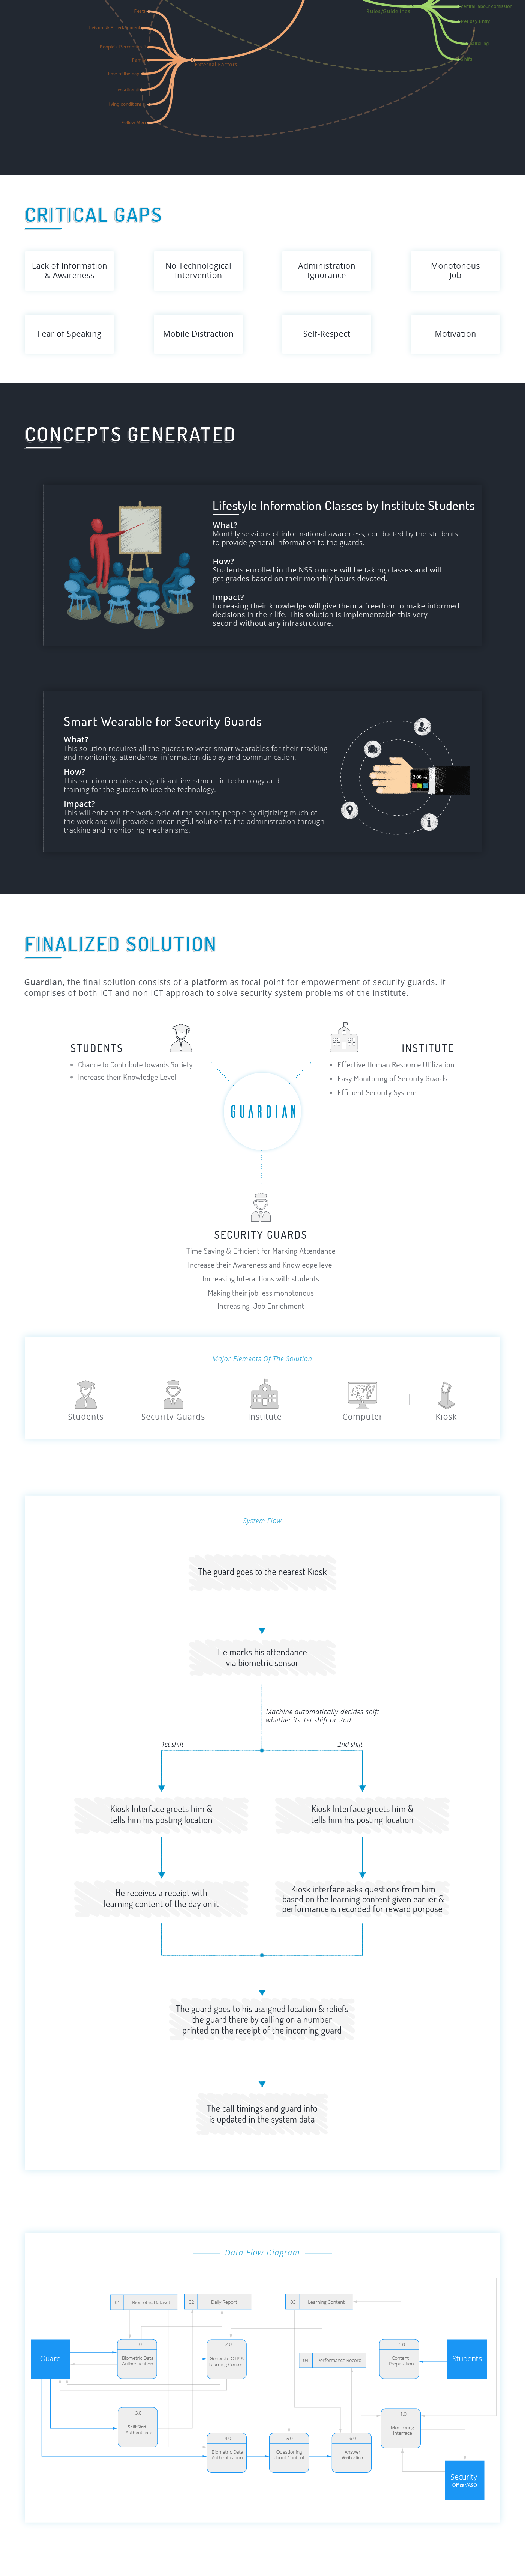 Rules/Guidelines
External Factors
People's Perception
Time of the day
weather
living conditions
CRITICAL GAPS
Lack of Information
& Awareness
No Technological
Intervention
Administration
Ignorance
Monotonous
Job
Fear of Speaking
Mobile Distraction
Self-Respect
Motivation
CONCEPTS GENERATED
Lifestyle Information Classes by Institute Students
What?
Monthly sessions of informational awareness, conducted by the students
to provide general information to the guards.
How?
Students enrolled in the NSS course will be taking classes and will
get grades based on their monthly hours devoted.
Impact?
Increasing their knowledge will give them a freedom to make informed
decisions in their life. This solution is implementable this very
second without any infrastructure.
Smart Wearable for Security Guards
What?
This solution requires all the guards to wear smart wearables for their tracking
and monitoring, attendance, information display and communication.
How?
This solution requires a significant investment in technology and
training for the guards to use the technology.
Impact?
This will enhance the work cycle of the security people by digitizing much of
the work and will provide a meaningful solution to the administration through
tracking and monitoring mechanisms.
2:00 PM
FINALIZED SOLUTION
Guardian, the final solution consists of a platform as focal point for empowerment of security guards. It
comprises of both ICT and non ICT approach to solve security system problems of the institute.
STUDENTS
Chance to Contribute towards Society
Increase their Knowledge Level
INSTITUTE
Effective Human Resource Utilization
Easy Monitoring of Security Guards
Efficient Security System
GUARDIAN
SECURITY GUARDS
Time Saving & Efficient for Marking Attendance
Increase their Awareness and Knowledge level
Increasing Interactions with students
Making their job less monotonous
Increasing Job Enrichment
Major Elements Of The Solution
Students
Security Guards
Institute
Computer
Kiosk
System Flow
The guard goes to the nearest Kiosk
He marks his attendance
via biometric sensor
Machine automatically decides shift
whether its 1st shift or 2nd
1st shift
2nd shift
Kiosk Interface greets him &
tells him his posting location
Kiosk Interface greets him &
tells him his posting location
He receives a receipt with
learning content of the day on it
Kiosk interface asks questions from him
based on the learning content given earlier &
performance is recorded for reward purpose
The guard goes to his assigned location & reliefs
the guard there by calling on a number
printed on the receipt of the incoming guard
The call timings and guard info
is updated in the system data
Data Flow Diagram
01 Biometric Dataset
02 Daily Report
03 Learning Content
Guard
1.0
Biometric Data
Authentication
2.0
Generate OTP &
Learning Content
04 Performance Record
1.0
Content
Preparation
Students
3.0
Shift Start
Authenticate
4.0
Biometric Data
Authentication
5.0
Questioning
about Content
6.0
Answer
Verification
1.0
Monitoring
Interface
Security
Officer/ASO